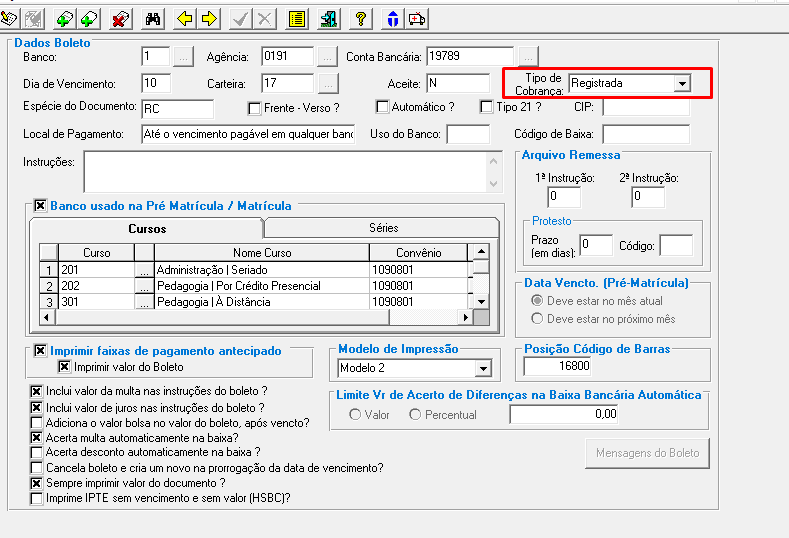 Dados Boleto
Banco: 1 ... Agência: 0191 ... Conta Bancária: 19789 ...
Dia de Vencimento: 10 Carteira: 17 ... Aceite: N Tipo de Cobrança: Registrada
Espécie do Documento: RC Frente - Verso ? Automático ? Tipo 21 ? CIP:
Local de Pagamento: Até o vencimento pagável em qualquer banc Uso do Banco: Código de Baixa:
Instruções:
Arquivo Remessa
1ª Instrução: 2ª Instrução:
0 0
Protesto
Prazo (em dias): 0 Código:
Banco usado na Pré Matrícula / Matrícula
Cursos Séries
Curso Nome Curso Convênio
1 201 ... Administração | Seriado 1090801
2 202 ... Pedagogia | Por Crédito Presencial 1090801
3 301 ... Pedagogia | À Distância 1090801
Data Vencto. (Pré-Matrícula)
Deve estar no mês atual
Deve estar no próximo mês
Imprimir faixas de pagamento antecipado
Imprimir valor do Boleto
Modelo de Impressão
Modelo 2
Posição Código de Barras
16800
Inclui valor da multa nas instruções do boleto ?
Inclui valor de juros nas instruções do boleto ?
Adiciona o valor bolsa no valor do boleto, após vencto?
Acerta multa automaticamente na baixa?
Acerta desconto automaticamente na baixa ?
Cancela boleto e cria um novo na prorrogação da data de vencimento?
Sempre imprimir valor do documento ?
Imprime IPTE sem vencimento e sem valor (HSBC)?
Limite Vr de Acerto de Diferenças na Baixa Bancária Automática
Valor Percentual 0,00
Mensagens do Boleto